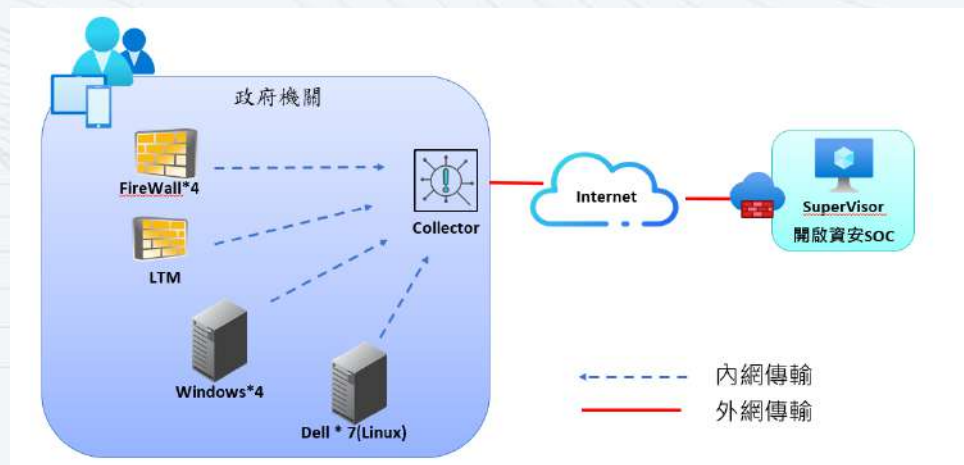 政府機關
FireWall*4
LTM
Windows*4
Dell * 7(Linux)
Collector
Internet
SuperVisor
開啟資安SOC
內網傳輸
外網傳輸